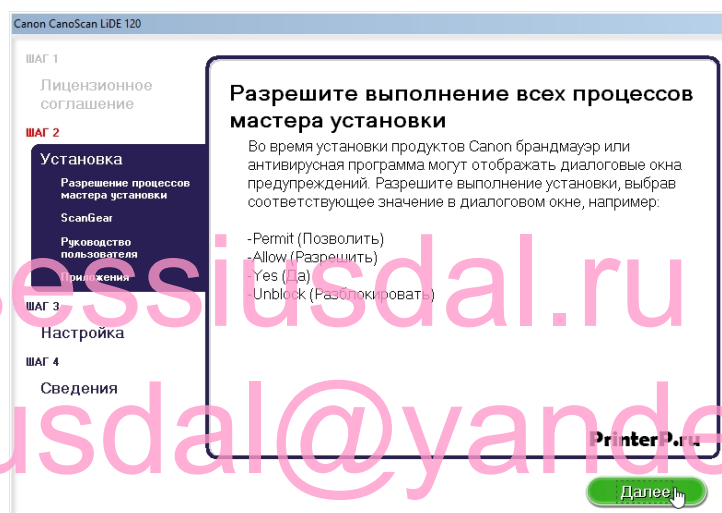 Canon CanoScan LiDE 120
ШАГ 1
Лицензионное
соглашение
ШАГ 2
Установка
Разрешение процессов
мастера установки
ScanGear
Руководство
пользователя
Приложения
ШАГ 3
Настройка
ШАГ 4
Сведения
Разрешите выполнение всех процессов
мастера установки
Во время установки продуктов Canon брандмауэр или
антивирусная программа могут отображать диалоговые окна
предупреждений. Разрешите выполнение установки, выбрав
соответствующее значение в диалоговом окне, например:
-Permit (Позволить)
-Allow (Разрешить)
-Yes (Да)
-Unblock (Разблокировать)
sessiusdal.ru
iusdal@yande
PrinterP.ru
Далее